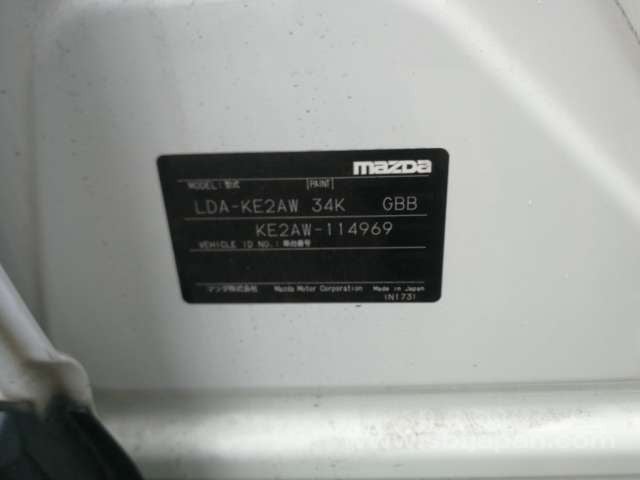 mazda
MODEL:型式 [PAINT]
LDA-KE2AW 34K GBB
KE2AW-114969
VEHICLE ID NO.:車台番号
マツダ株式会社 Mazda Motor Corporation Made in Japan
(N173)